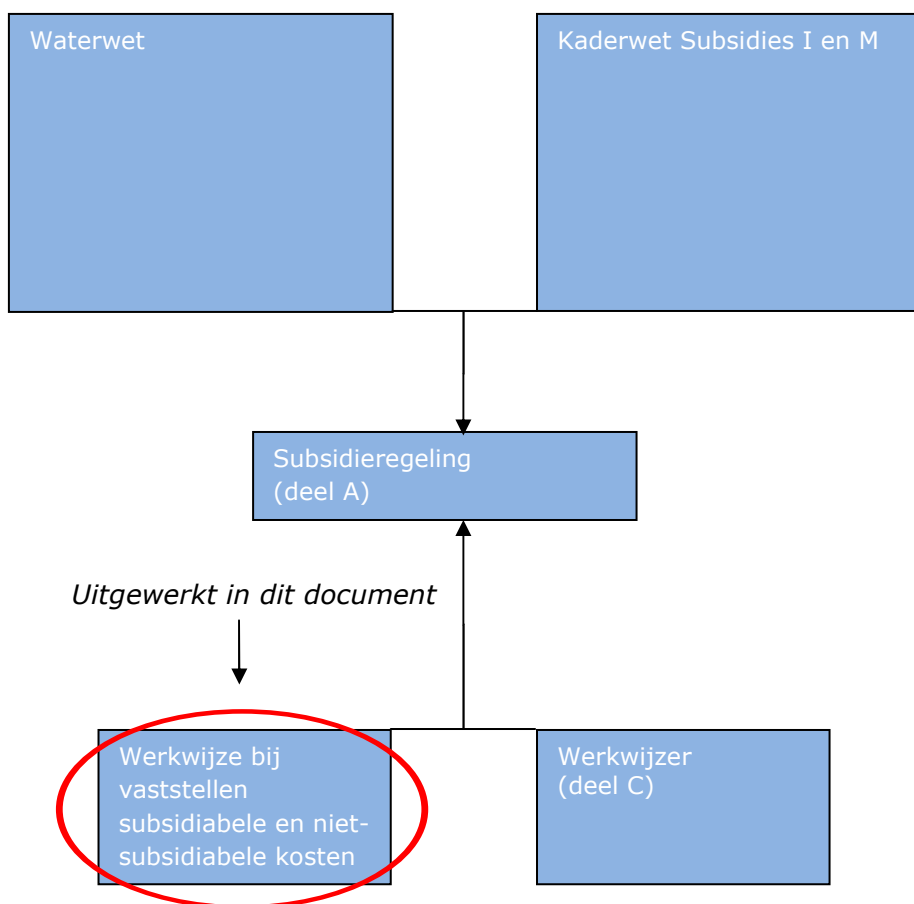 Waterwet
Kaderwet Subsidies I en M
Subsidieregeling
(deel A)
Uitgewerkt in dit document
Werkwijze bij
vaststellen
subsidiabele en niet-
subsidiabele kosten
Werkwijzer
(deel C)